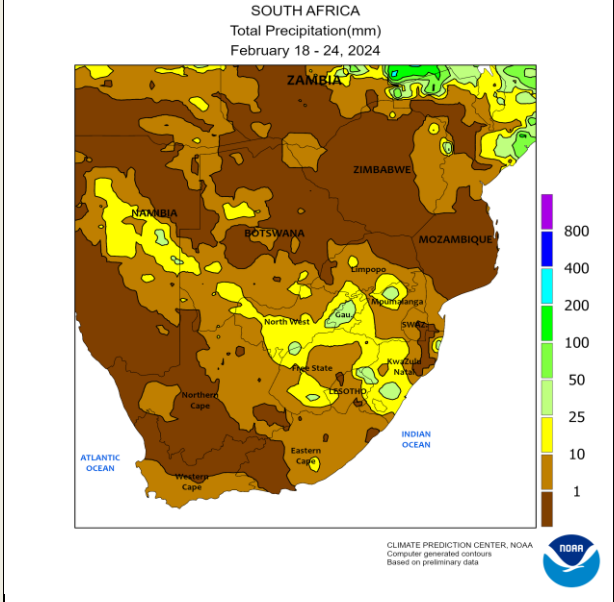 SOUTH AFRICA
Total Precipitation(mm)
February 18 - 24, 2024
ZAMBIA
ZIMBABWE
NAMIBIA
BOTSWANA
MOZAMBIQUE
Limpopo
Mpumalanga
Gau.
North West
SWAZ.
Free State
KwaZulu
Natal
LESOTHO
Northern
Cape
Eastern
Cape
Western
Cape
ATLANTIC
OCEAN
INDIAN
OCEAN
800
400
200
100
50
25
10
1
CLIMATE PREDICTION CENTER, NOAA
Computer generated contours
Based on preliminary data
NOAA